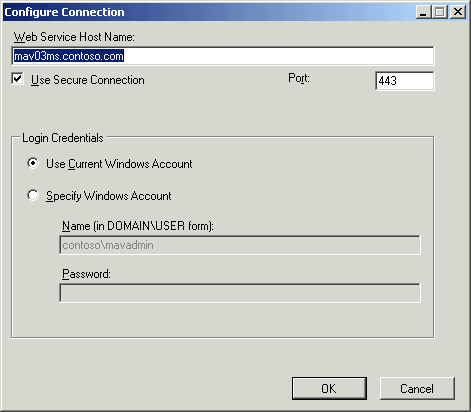 Configure Connection
Web Service Host Name:
mav03ms.contoso.com
Use Secure Connection Port: 443
Login Credentials
Use Current Windows Account
Specify Windows Account
Name (in DOMAIN\USER form):
contoso\mavadmin
Password:
OK Cancel